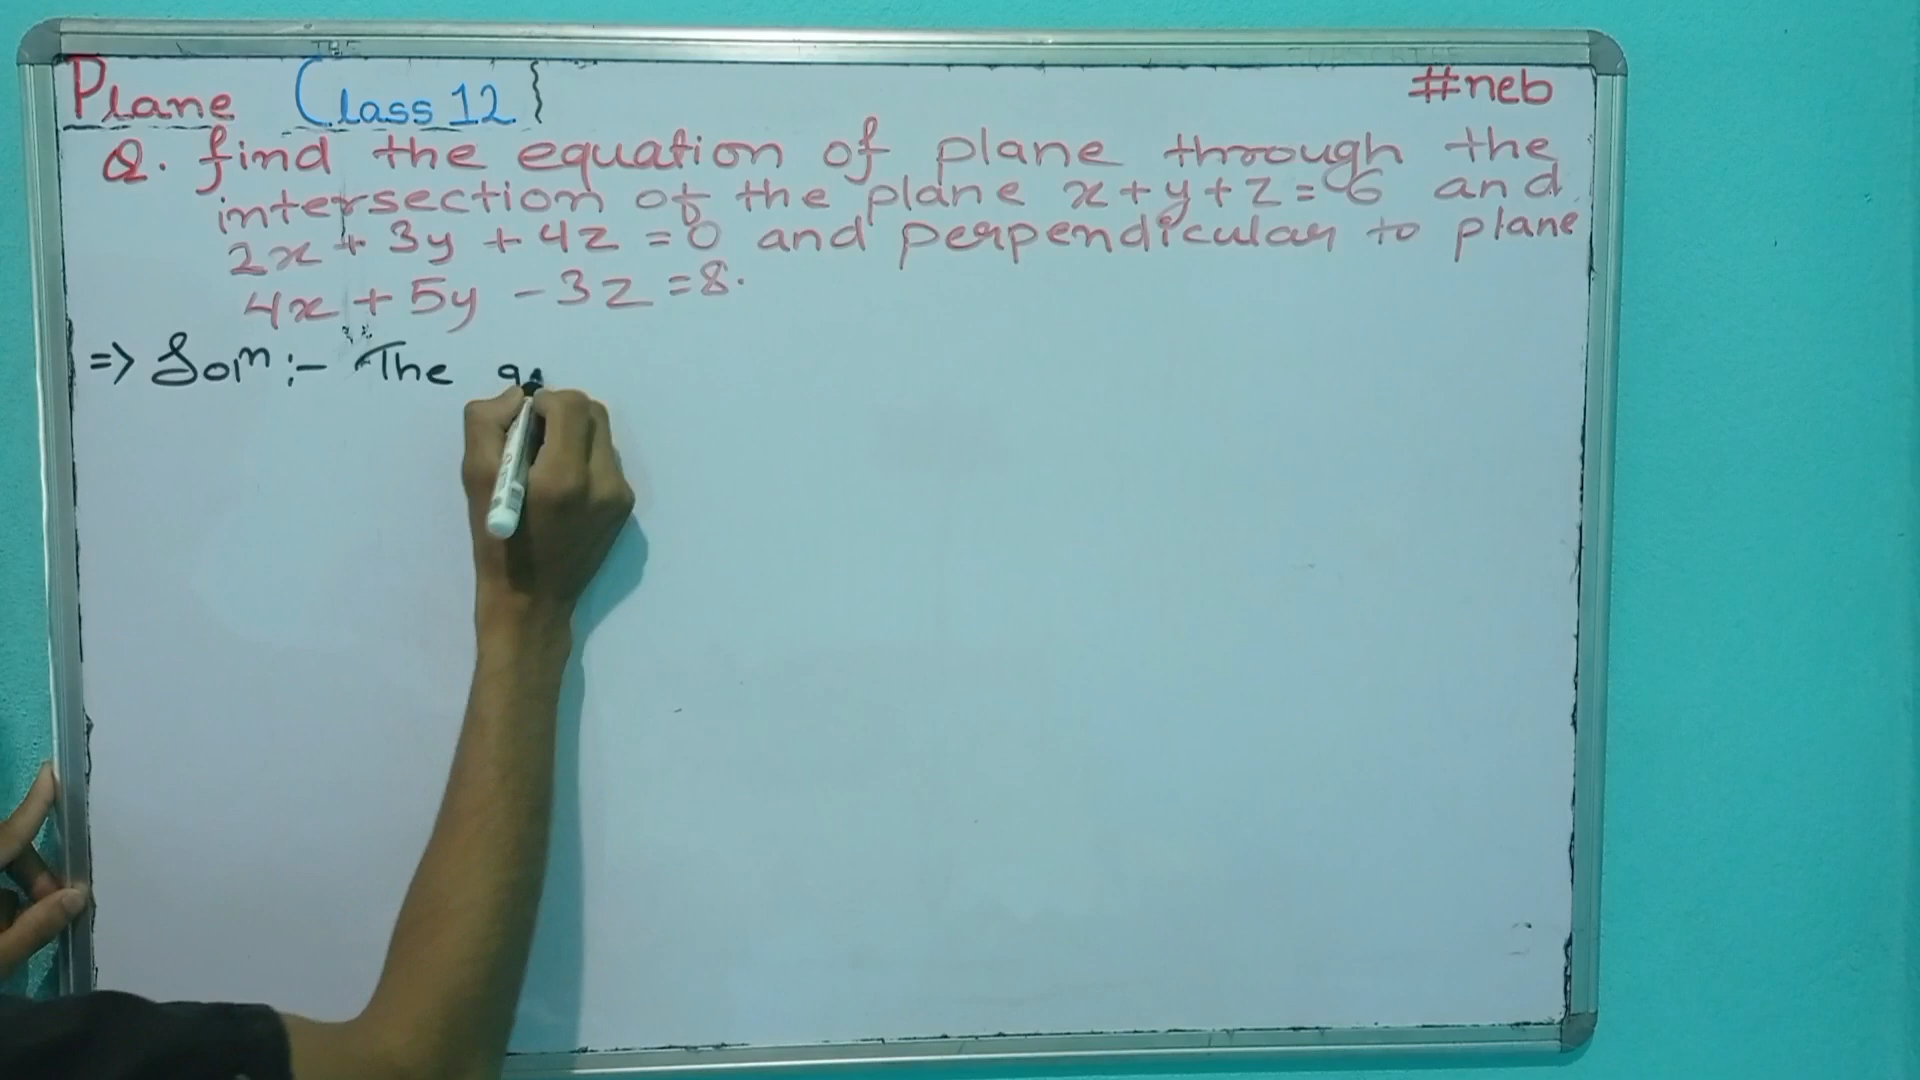 Plane Class 12 }
#neb
Q. find the equation of plane through the
intersection of the plane x + y + z = 6 and
2x + 3y + 4z = 0 and perpendicular to plane
4x + 5y - 3z = 8.
=> Soln :- The